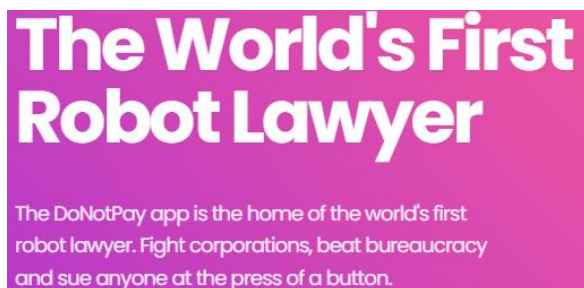 The World's First
Robot Lawyer
The DoNotPay app is the home of the world's first
robot lawyer. Fight corporations, beat bureaucracy
and sue anyone at the press of a button.